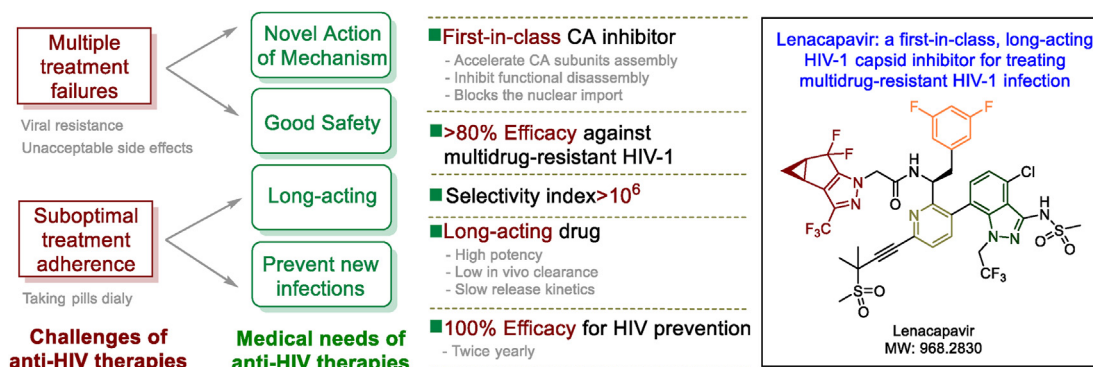 Multiple
treatment
failures
Viral resistance
Unacceptable side effects
Suboptimal
treatment
adherence
Taking pills dialy
Challenges of
anti-HIV therapies
Novel Action
of Mechanism
Good Safety
Long-acting
Prevent new
infections
Medical needs of
anti-HIV therapies
First-in-class CA inhibitor
- Accelerate CA subunits assembly
- Inhibit functional disassembly
- Blocks the nuclear import
>80% Efficacy against
multidrug-resistant HIV-1
Selectivity index>10⁶
Long-acting drug
- High potency
- Low in vivo clearance
- Slow release kinetics
100% Efficacy for HIV prevention
- Twice yearly
Lenacapavir: a first-in-class, long-acting
HIV-1 capsid inhibitor for treating
multidrug-resistant HIV-1 infection
F
F
F
F
Cl
H
N
O
N
N
CF₃
N
N
N
H
NH
S
O
O
CF₃
S
O
O
Lenacapavir
MW: 968.2830